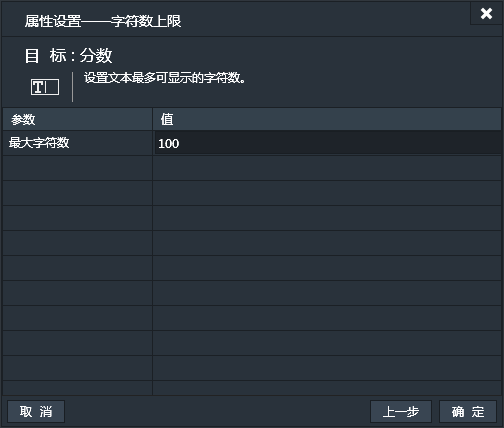 属性设置——字符数上限
目 标 : 分数
T
设置文本最多可显示的字符数。
参数 值
最大字符数 100
取 消 上一步 确 定